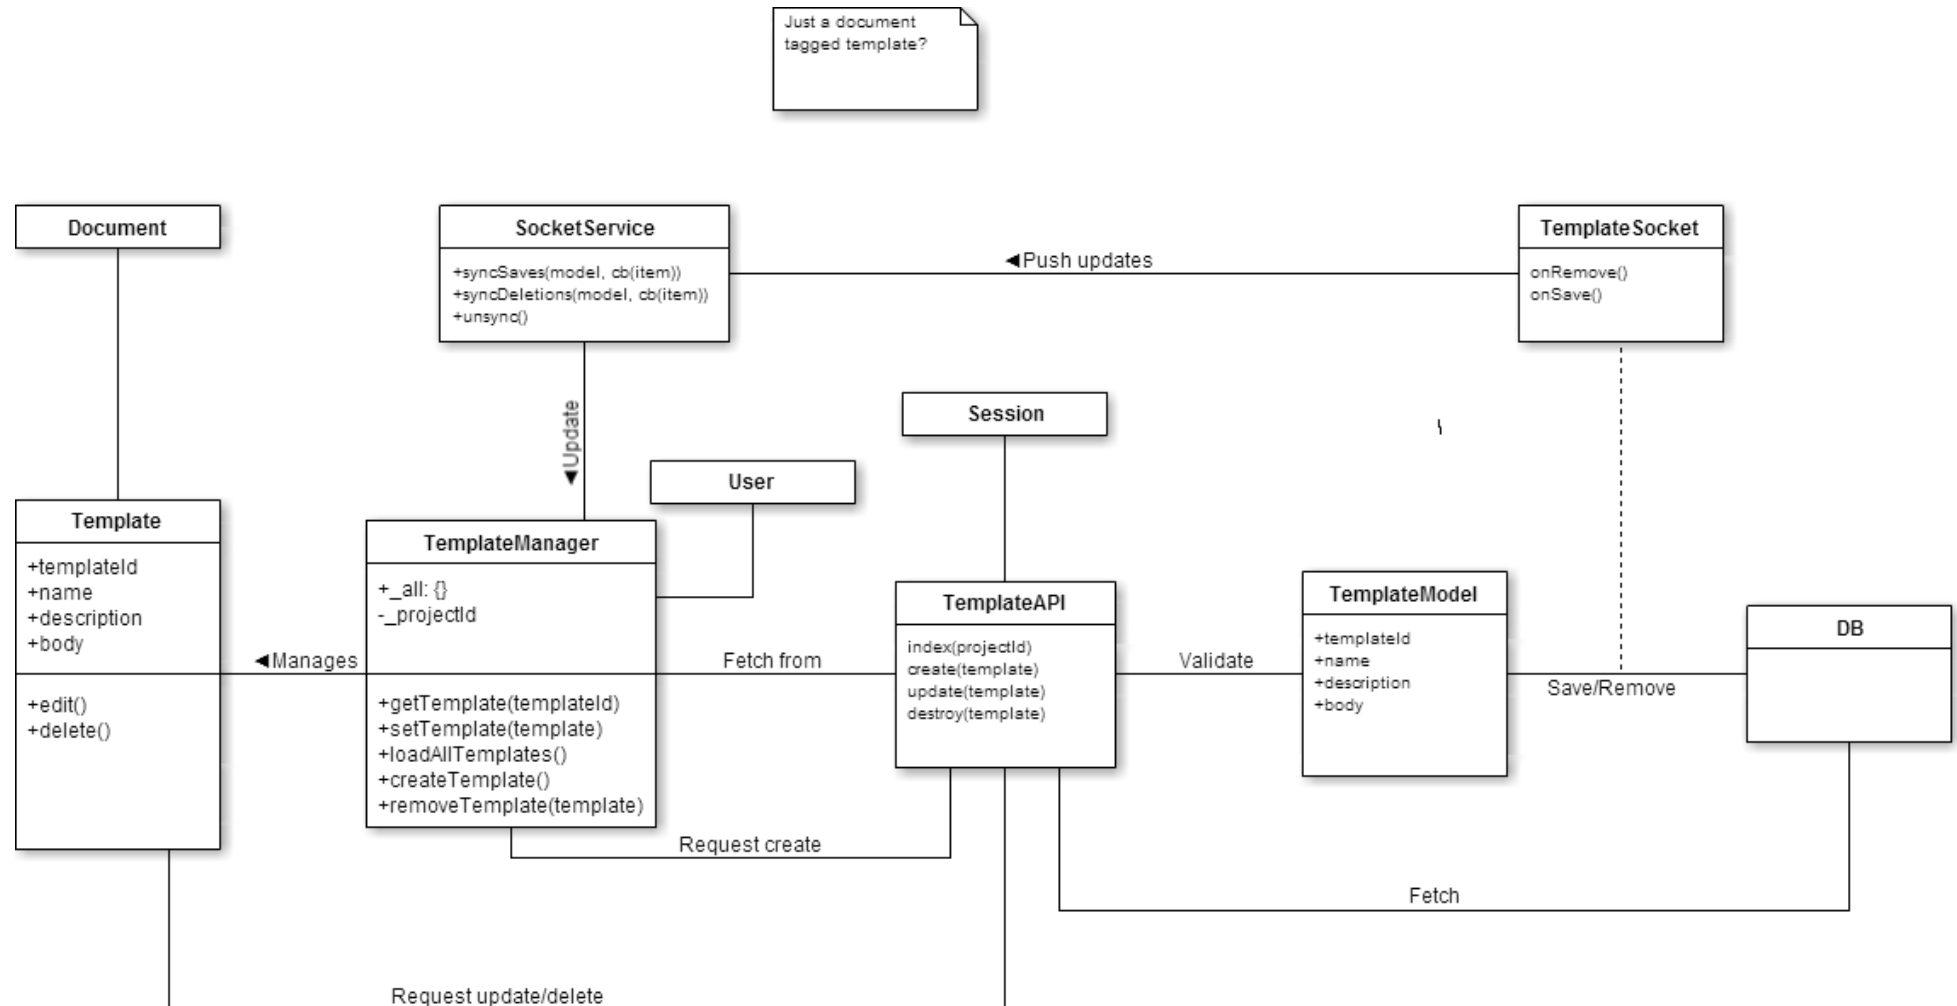 Just a document
tagged template?
Document
SocketService
+syncSaves(model, cb(item))
+syncDeletions(model, cb(item))
+unsync()
◄Push updates
TemplateSocket
onRemove()
onSave()
◄Update
Session
User
Template
+templateId
+name
+description
+body
+edit()
+delete()
◄Manages
TemplateManager
+_all: {}
-_projectId
+getTemplate(templateId)
+setTemplate(template)
+loadAllTemplates()
+createTemplate()
+removeTemplate(template)
Fetch from
TemplateAPI
index(projectId)
create(template)
update(template)
destroy(template)
Validate
TemplateModel
+templateId
+name
+description
+body
Save/Remove
DB
Request create
Fetch
Request update/delete